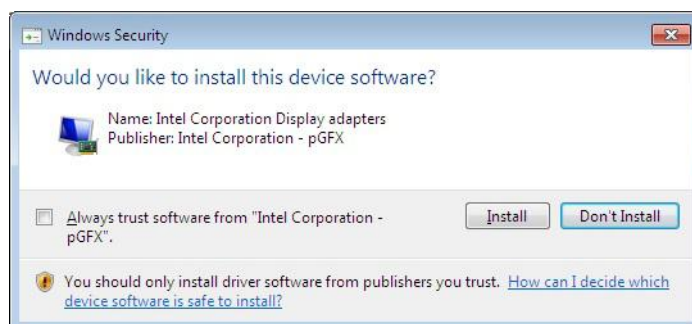 Windows Security
Would you like to install this device software?
Name: Intel Corporation Display adapters
Publisher: Intel Corporation - pGFX
Always trust software from "Intel Corporation -
pGFX".
Install
Don't Install
You should only install driver software from publishers you trust. How can I decide which
device software is safe to install?